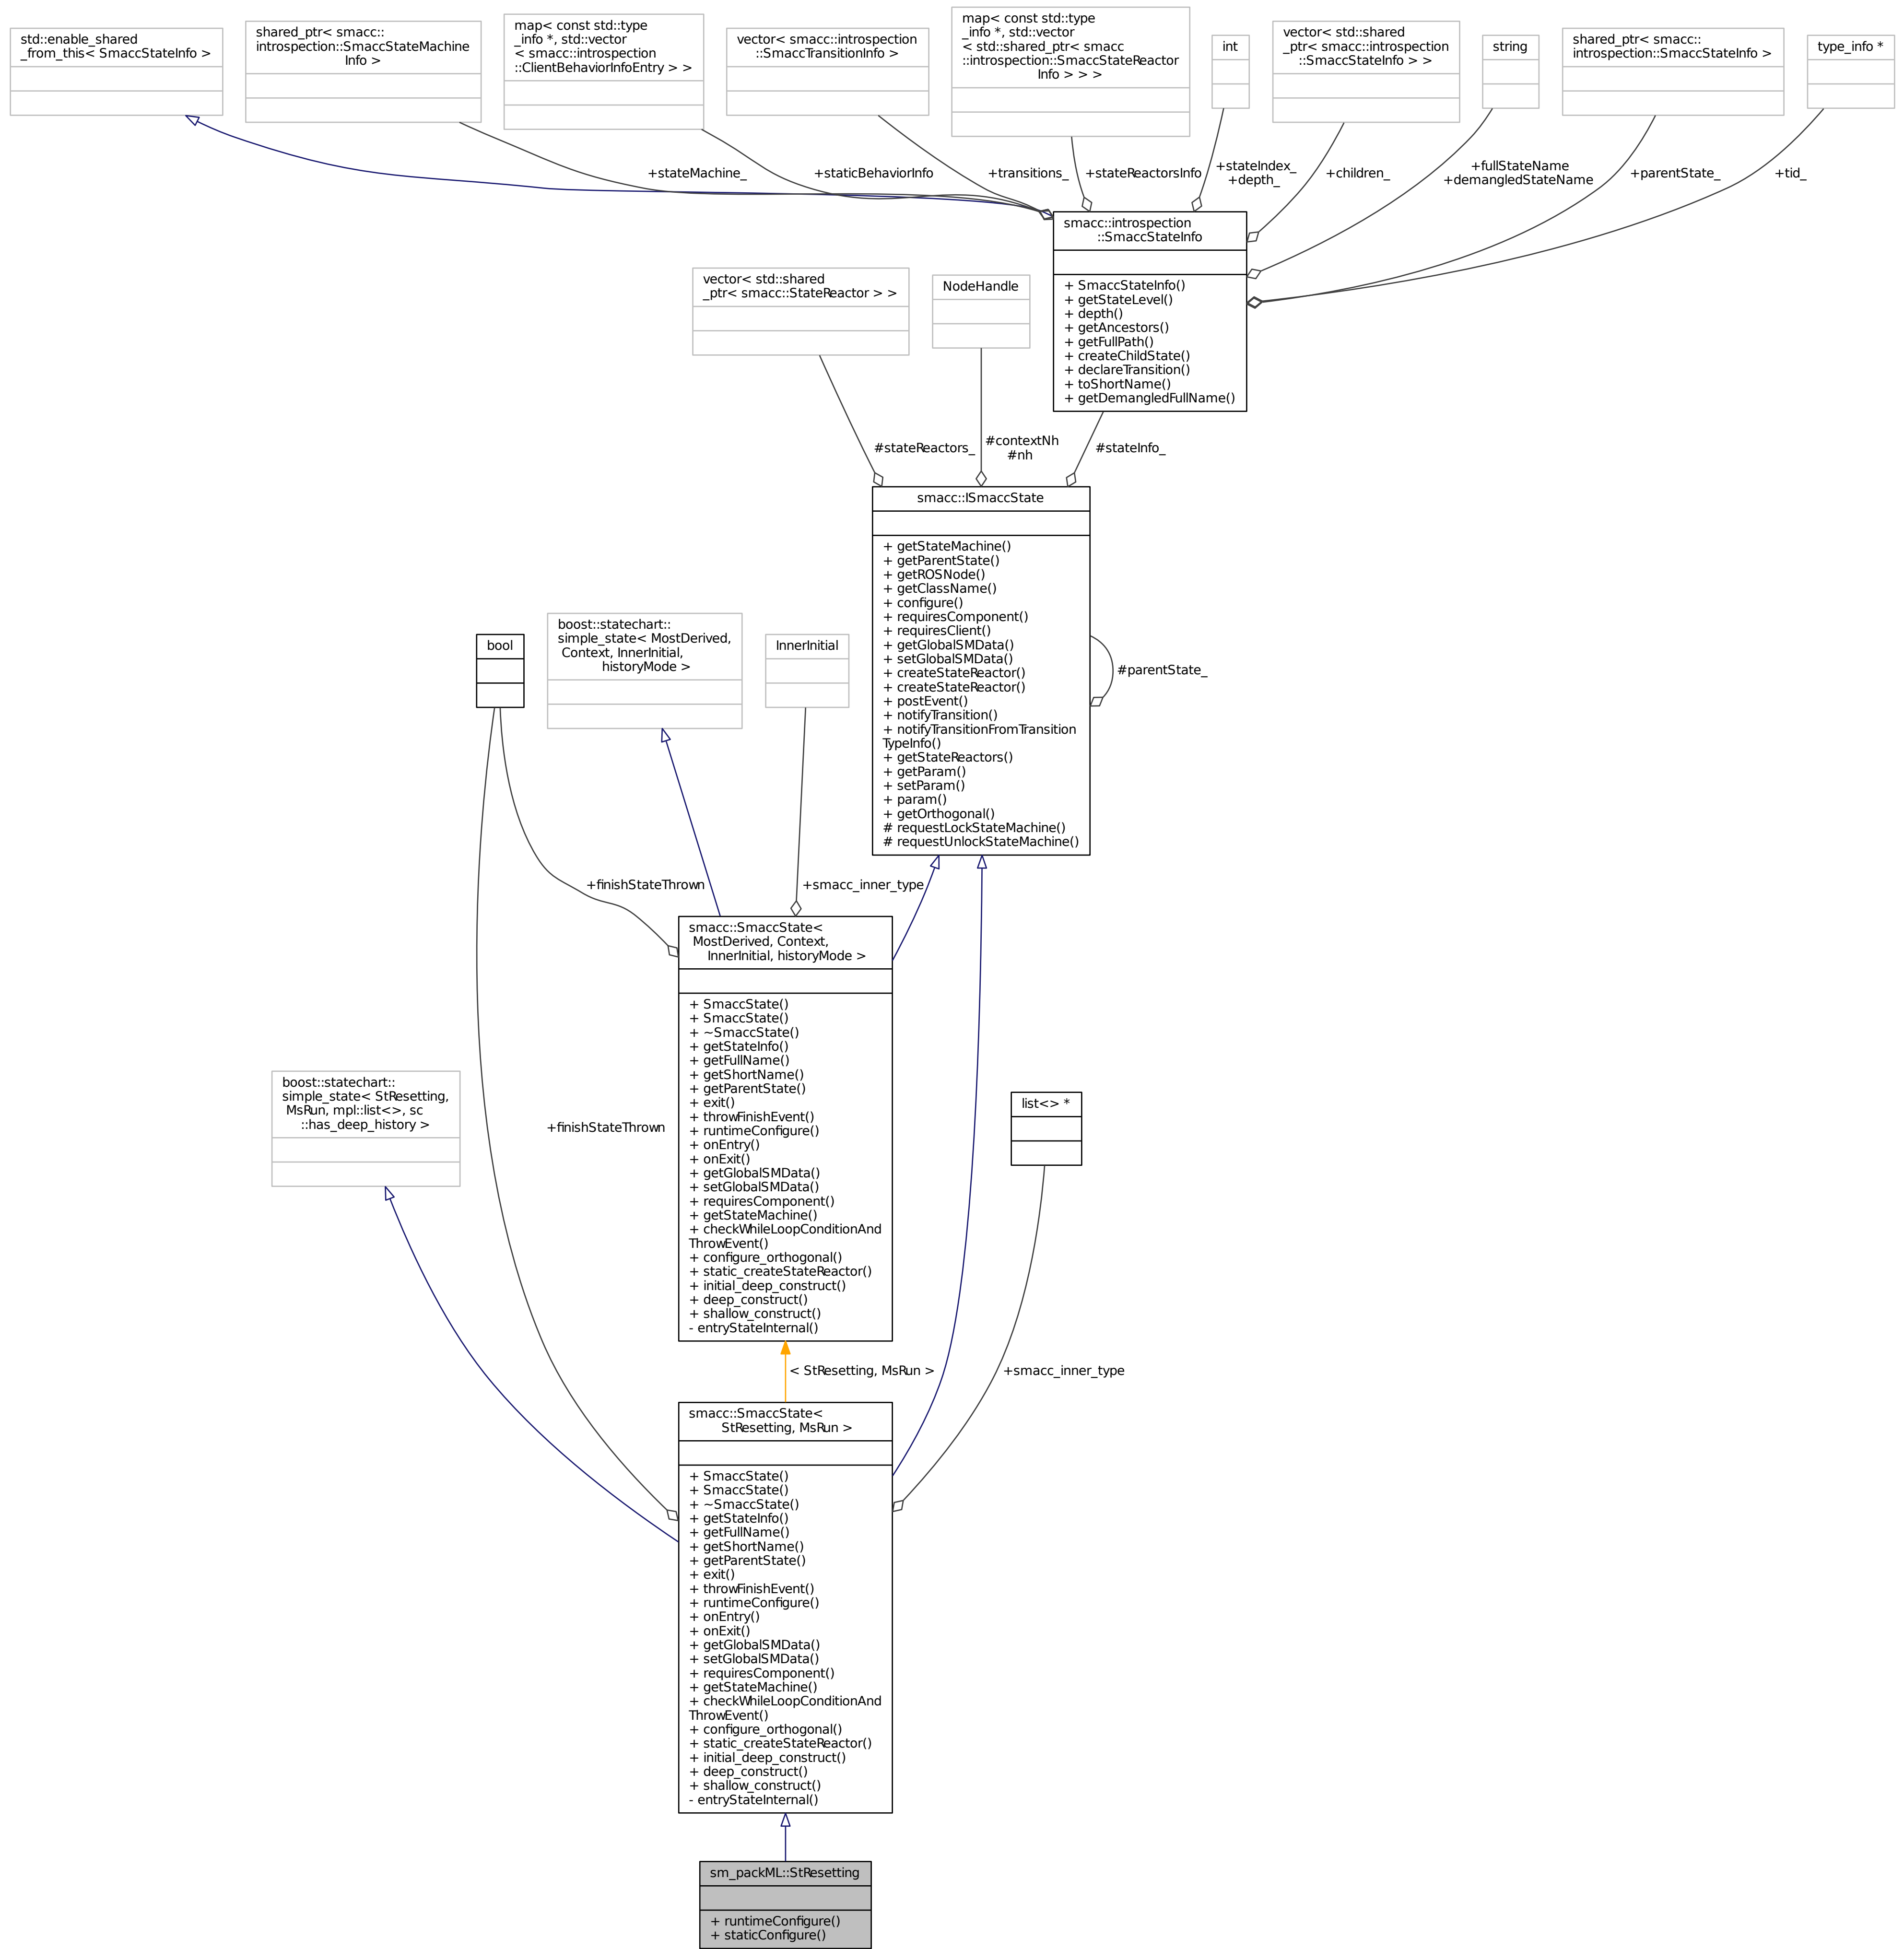 std::enable_shared
_from_this< SmaccStateInfo >
shared_ptr< smacc::
introspection::SmaccStateMachine
Info >
map< const std::type
_info *, std::vector
< smacc::introspection
::ClientBehaviorInfoEntry > >
vector< smacc::introspection
::SmaccTransitionInfo >
map< const std::type
_info *, std::vector
< std::shared_ptr< smacc
::introspection::SmaccStateReactor
Info > > >
int
vector< std::shared
_ptr< smacc::introspection
::SmaccStateInfo > >
string
shared_ptr< smacc::
introspection::SmaccStateInfo >
type_info *
+stateMachine_
+staticBehaviorInfo
+transitions_
+stateReactorsInfo
+stateIndex_
+depth_
+children_
+fullStateName
+demangledStateName
+parentState_
+tid_
smacc::introspection
::SmaccStateInfo
+ SmaccStateInfo()
+ getStateLevel()
+ depth()
+ getAncestors()
+ getFullPath()
+ createChildState()
+ declareTransition()
+ toShortName()
+ getDemangledFullName()
vector< std::shared
_ptr< smacc::StateReactor > >
NodeHandle
#stateReactors_
#contextNh
#nh
#stateInfo_
smacc::ISmaccState
+ getStateMachine()
+ getParentState()
+ getROSNode()
+ getClassName()
+ configure()
+ requiresComponent()
+ requiresClient()
+ getGlobalSMData()
+ setGlobalSMData()
+ createStateReactor()
+ createStateReactor()
+ postEvent()
+ notifyTransition()
+ notifyTransitionFromTransition
TypeInfo()
+ getStateReactors()
+ getParam()
+ setParam()
+ param()
+ getOrthogonal()
# requestLockStateMachine()
# requestUnlockStateMachine()
#parentState_
bool
boost::statechart::
simple_state< MostDerived,
Context, InnerInitial,
historyMode >
InnerInitial
+finishStateThrown
+smacc_inner_type
smacc::SmaccState<
MostDerived, Context,
InnerInitial, historyMode >
+ SmaccState()
+ SmaccState()
+ ~SmaccState()
+ getStateInfo()
+ getFullName()
+ getShortName()
+ getParentState()
+ exit()
+ throwFinishEvent()
+ runtimeConfigure()
+ onEntry()
+ onExit()
+ getGlobalSMData()
+ setGlobalSMData()
+ requiresComponent()
+ getStateMachine()
+ checkWhileLoopConditionAnd
ThrowEvent()
+ configure_orthogonal()
+ static_createStateReactor()
+ initial_deep_construct()
+ deep_construct()
+ shallow_construct()
- entryStateInternal()
boost::statechart::
simple_state< StResetting,
MsRun, mpl::list<>, sc
::has_deep_history >
+finishStateThrown
list<> *
< StResetting, MsRun >
+smacc_inner_type
smacc::SmaccState<
StResetting, MsRun >
+ SmaccState()
+ SmaccState()
+ ~SmaccState()
+ getStateInfo()
+ getFullName()
+ getShortName()
+ getParentState()
+ exit()
+ throwFinishEvent()
+ runtimeConfigure()
+ onEntry()
+ onExit()
+ getGlobalSMData()
+ setGlobalSMData()
+ requiresComponent()
+ getStateMachine()
+ checkWhileLoopConditionAnd
ThrowEvent()
+ configure_orthogonal()
+ static_createStateReactor()
+ initial_deep_construct()
+ deep_construct()
+ shallow_construct()
- entryStateInternal()
sm_packML::StResetting
+ runtimeConfigure()
+ staticConfigure()